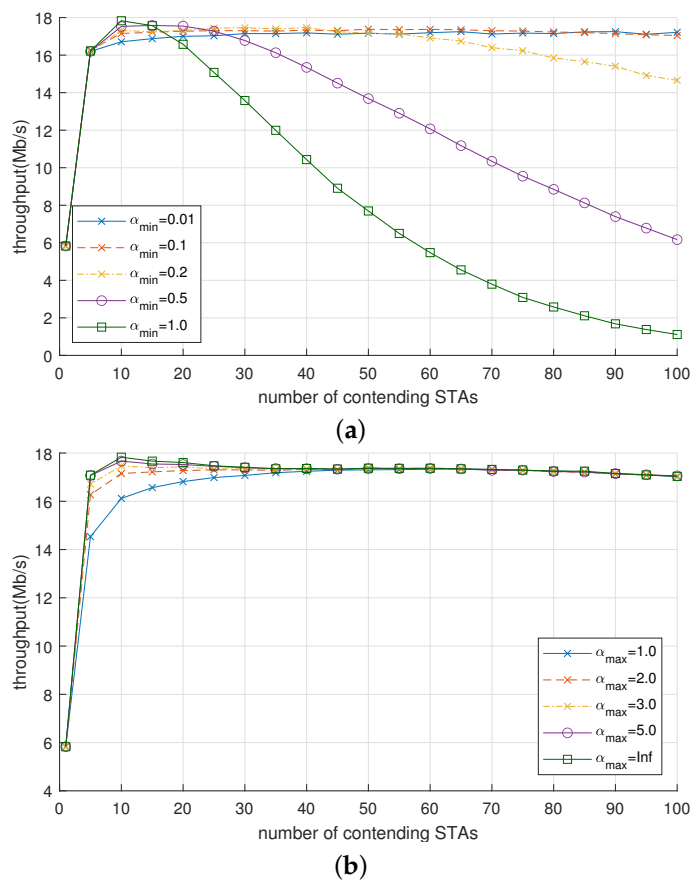 18
16
14
12
10
8
6
4
2
0
throughput(Mb/s)
α_min=0.01
α_min=0.1
α_min=0.2
α_min=0.5
α_min=1.0
0 10 20 30 40 50 60 70 80 90 100
number of contending STAs
(a)
18
16
14
12
10
8
6
4
throughput(Mb/s)
α_max=1.0
α_max=2.0
α_max=3.0
α_max=5.0
α_max=Inf
0 10 20 30 40 50 60 70 80 90 100
number of contending STAs
(b)